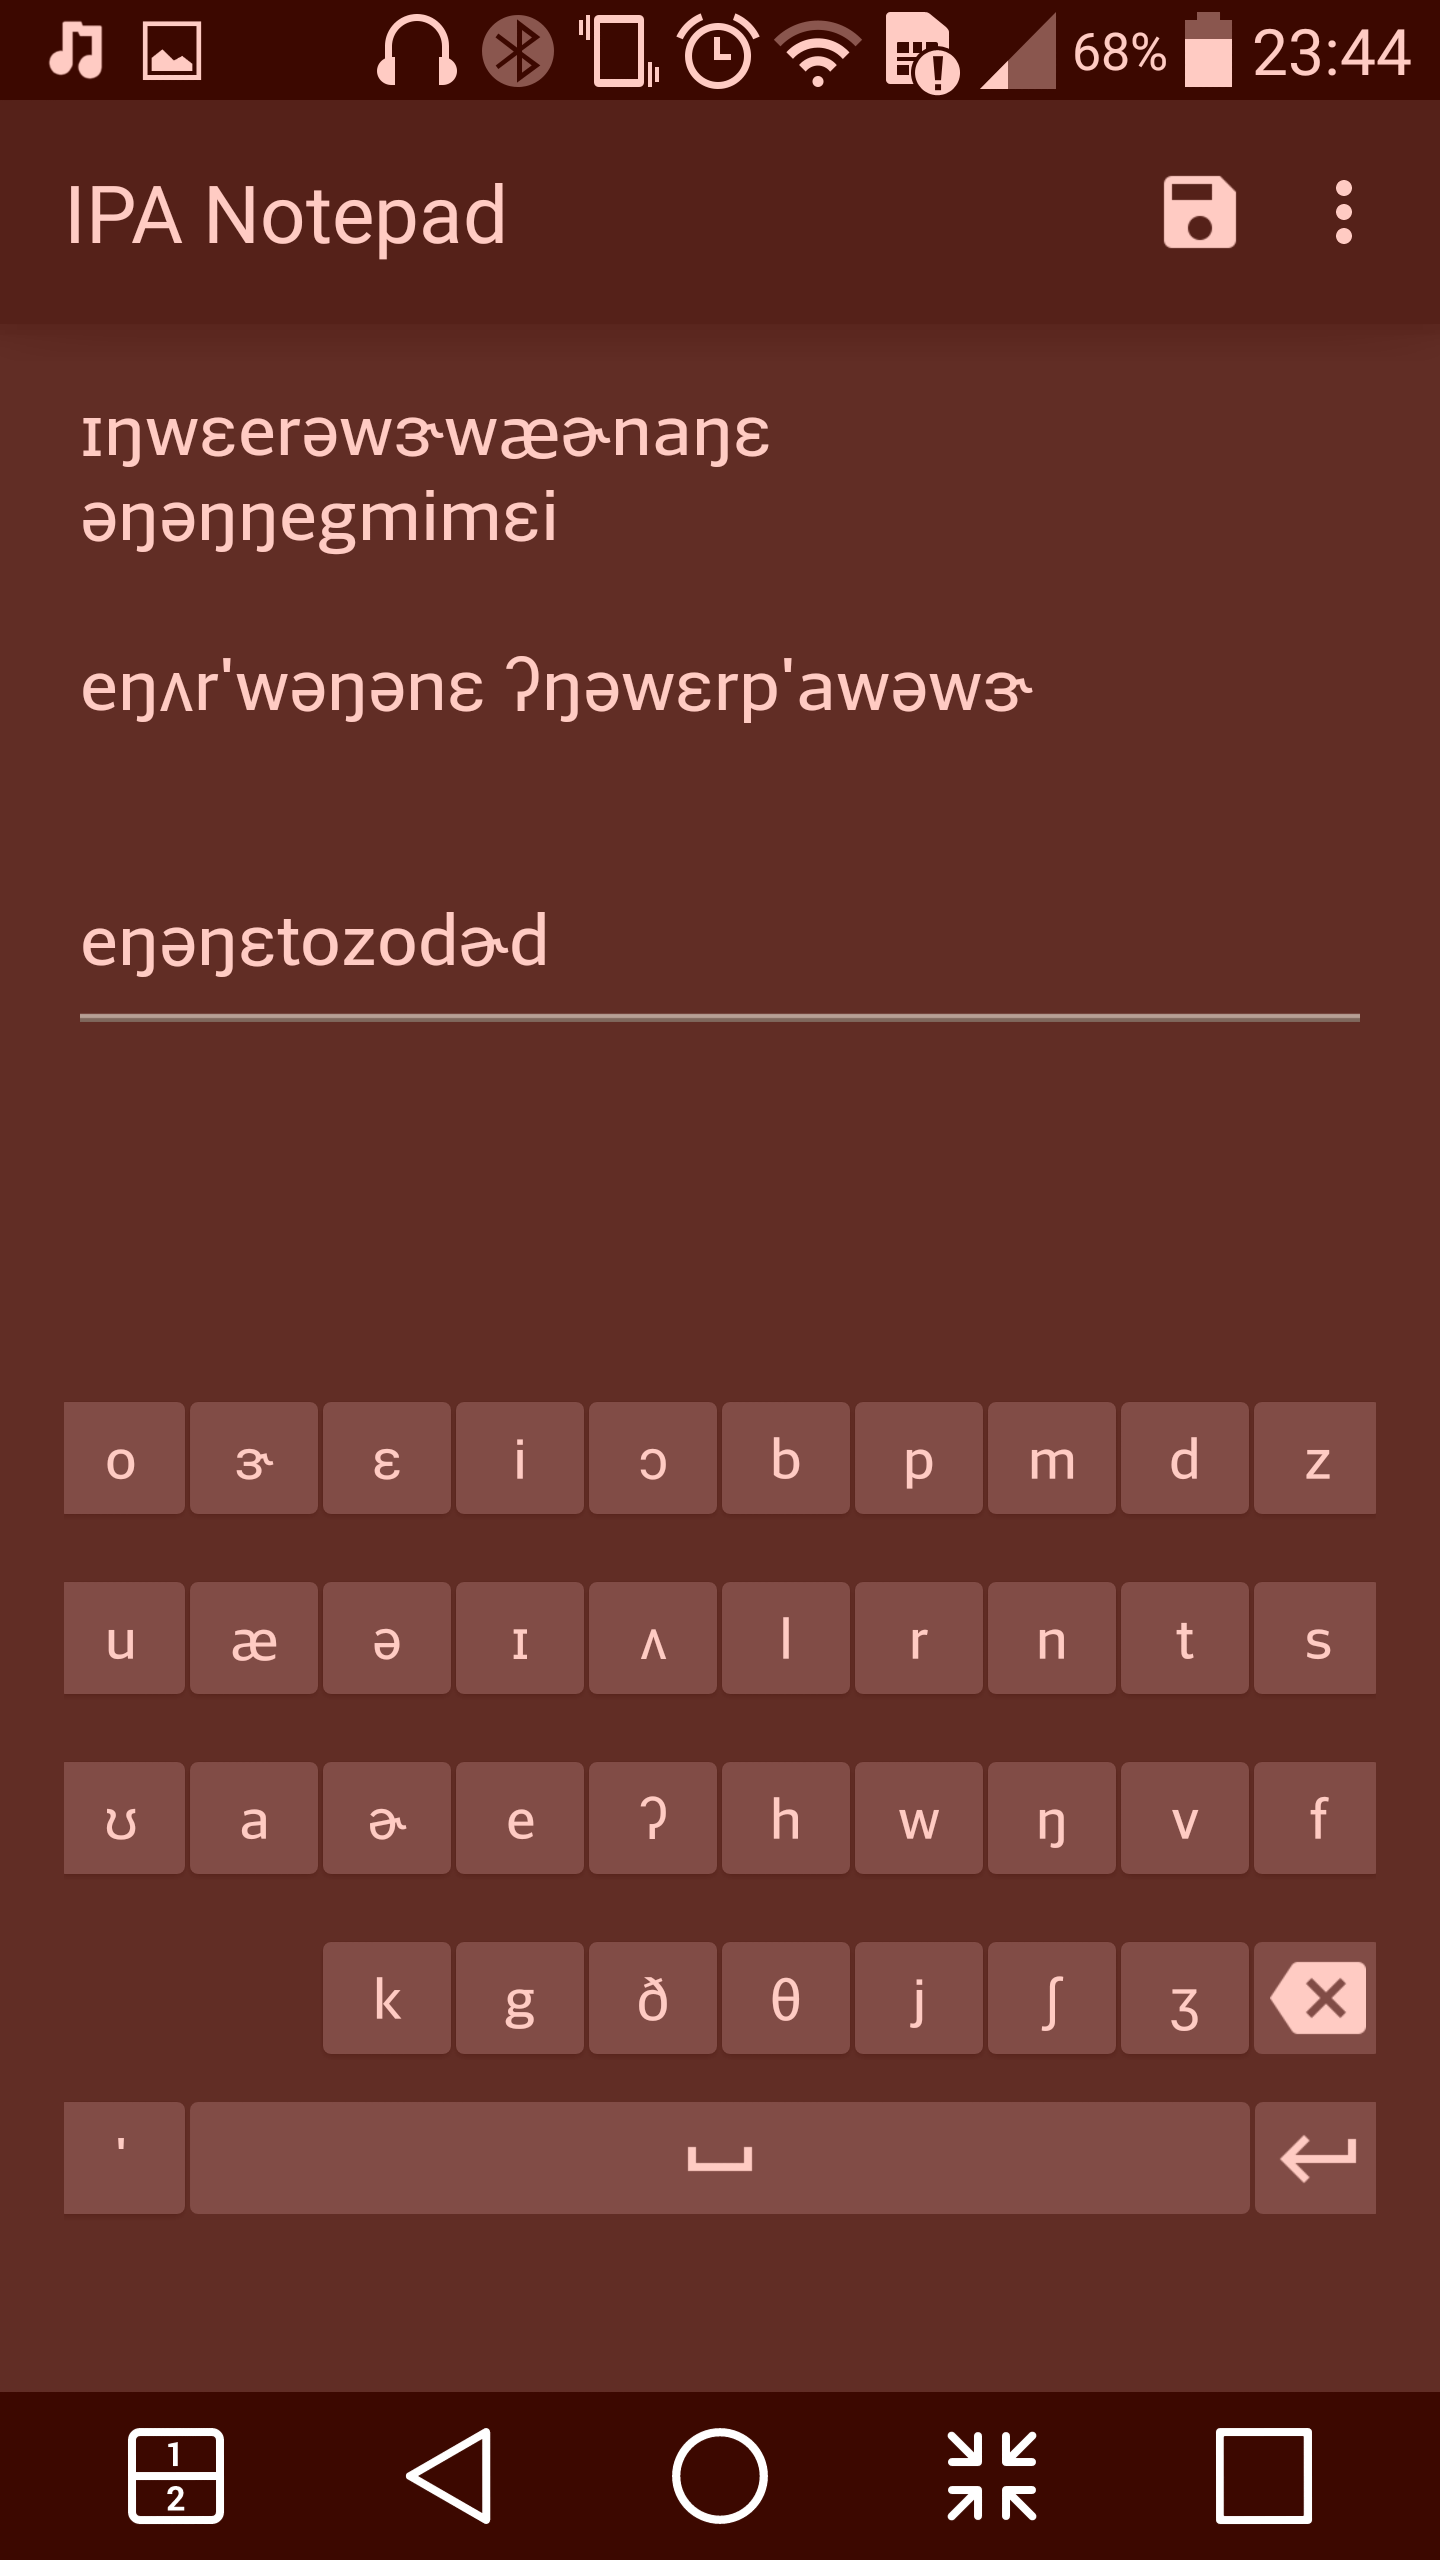 68% 23:44
IPA Notepad
ɪŋwɛerəwɝwæɚnaŋɛ
əŋəŋŋegmimɛi
eŋʌr'wəŋənɛ ʔŋəwɛrp'awəwɝ
eŋəŋɛtozodɚd
o ɝ ɛ i ɔ b p m d z
u æ ə ɪ ʌ l r n t s
ʊ a ɚ e ʔ h w ŋ v f
k g ð θ j ʃ ʒ
'
1
2